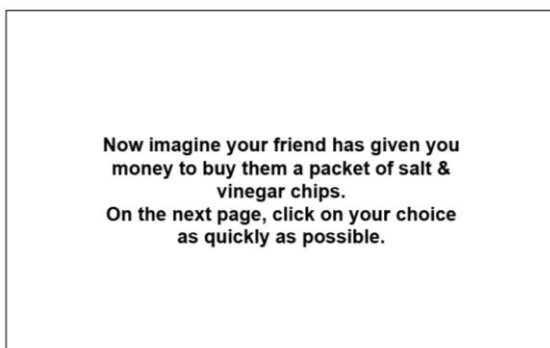 Now imagine your friend has given you
money to buy them a packet of salt &
vinegar chips.
On the next page, click on your choice
as quickly as possible.